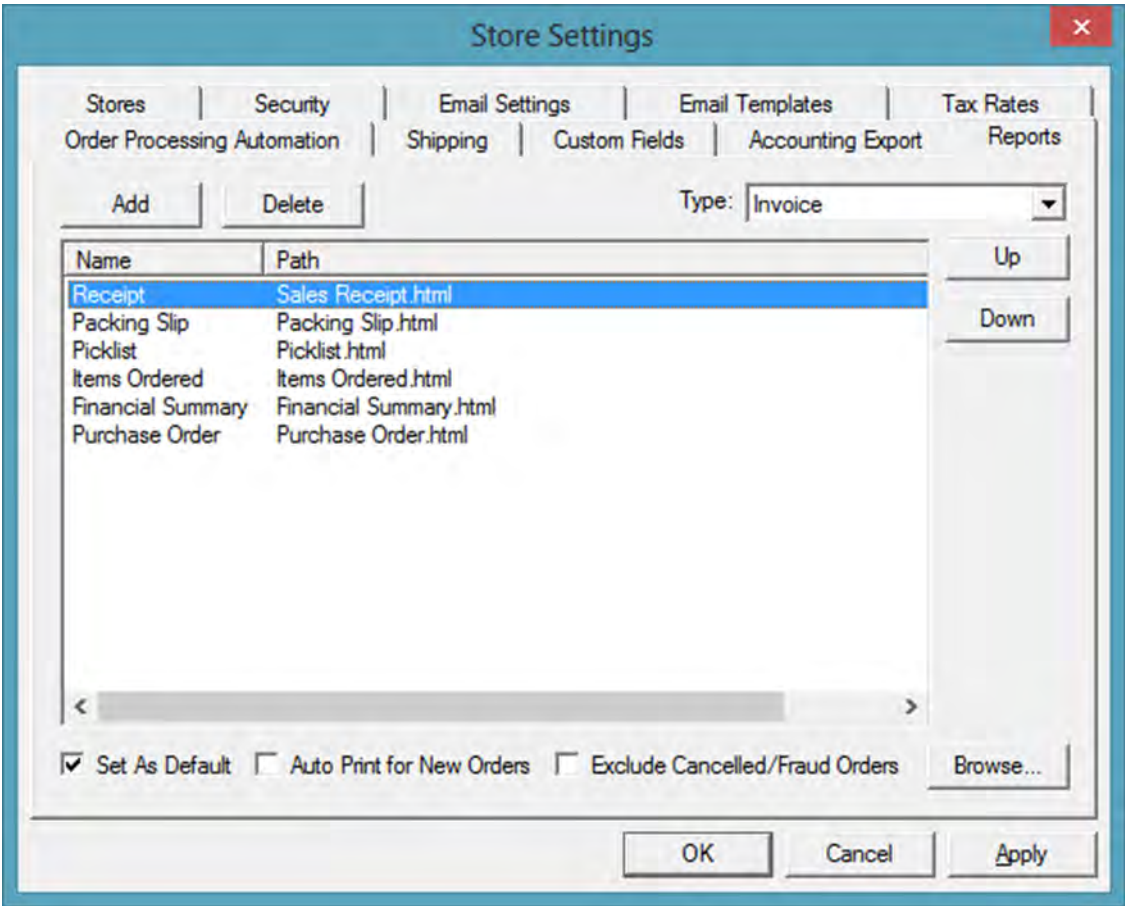 Store Settings
Stores Security Email Settings Email Templates Tax Rates
Order Processing Automation Shipping Custom Fields Accounting Export Reports
Add Delete Type: Invoice
Name Path Up
Receipt Sales Receipt.html
Packing Slip Packing Slip.html Down
Picklist Picklist.html
Items Ordered Items Ordered.html
Financial Summary Financial Summary.html
Purchase Order Purchase Order.html
Set As Default Auto Print for New Orders Exclude Cancelled/Fraud Orders Browse...
OK Cancel Apply